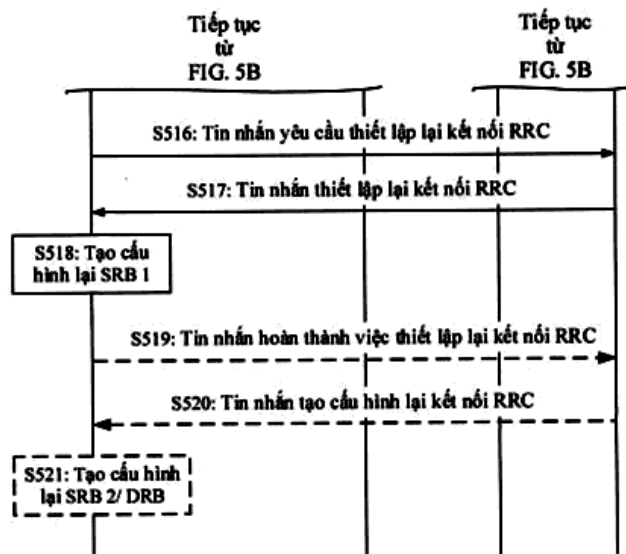 Tiếp tục
từ
FIG. 5B
Tiếp tục
từ
FIG. 5B
S516: Tin nhắn yêu cầu thiết lập lại kết nối RRC
S517: Tin nhắn thiết lập lại kết nối RRC
S518: Tạo cấu
hình lại SRB 1
S519: Tin nhắn hoàn thành việc thiết lập lại kết nối RRC
S520: Tin nhắn tạo cấu hình lại kết nối RRC
S521: Tạo cấu hình
lại SRB 2/ DRB